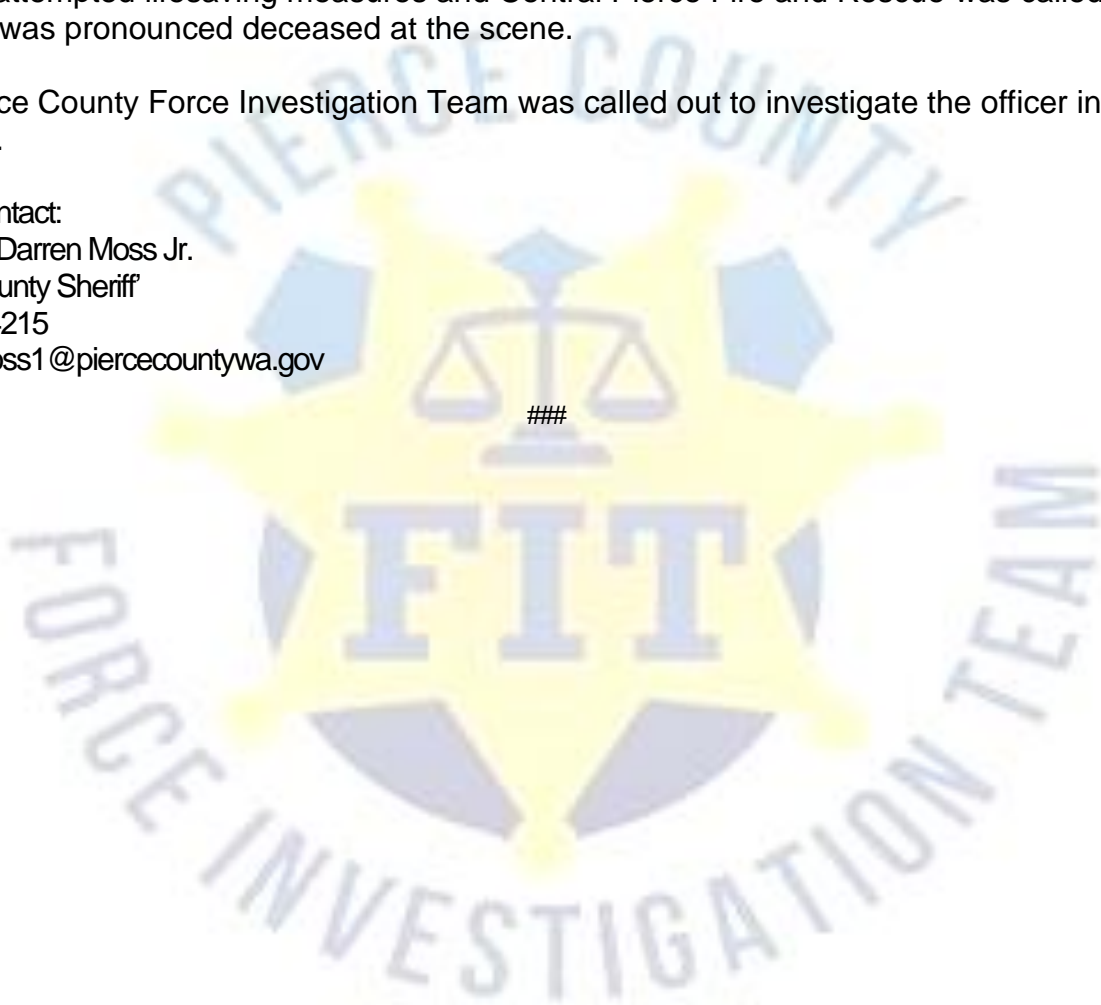 attempted lifesaving measures and Central Pierce Fire and Rescue was called
was pronounced deceased at the scene.
ce County Force Investigation Team was called out to investigate the officer in
.
ntact:
Darren Moss Jr.
unty Sheriff'
-215
oss1@piercecountywa.gov
###
PIERCE COUNTY
FIT
FORCE INVESTIGATION TEAM